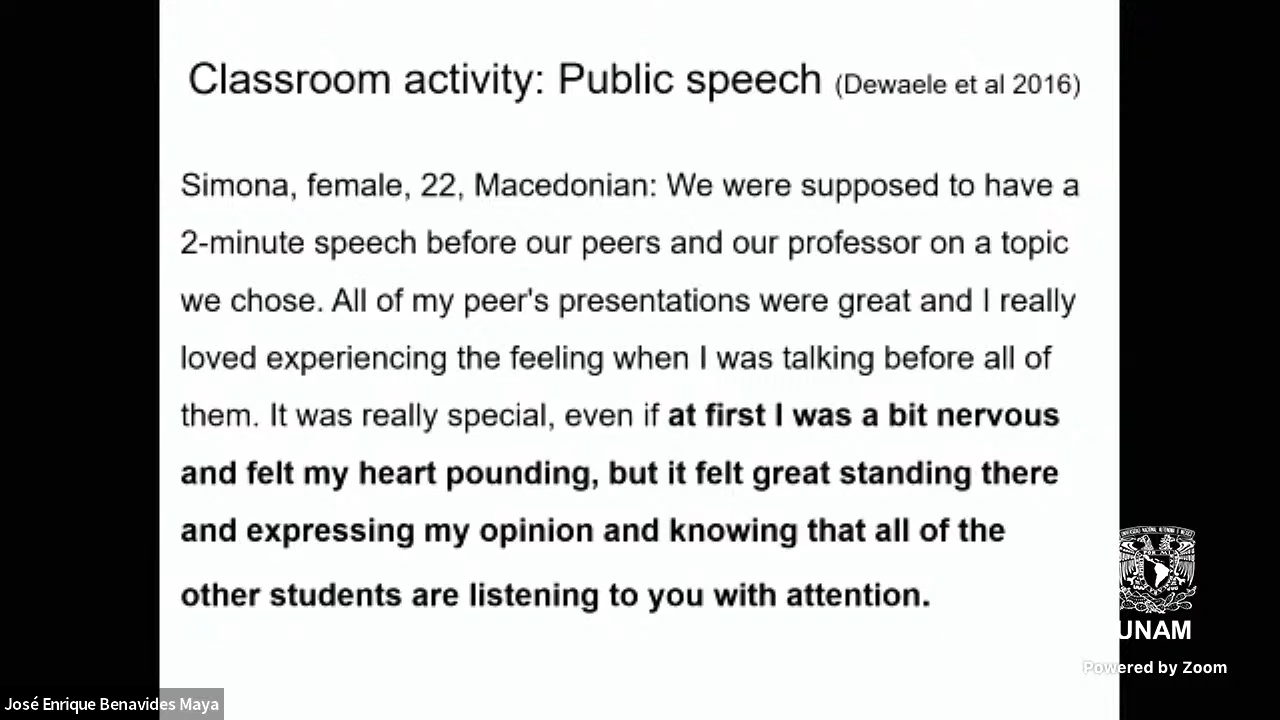 Classroom activity: Public speech (Dewaele et al 2016)
Simona, female, 22, Macedonian: We were supposed to have a
2-minute speech before our peers and our professor on a topic
we chose. All of my peer's presentations were great and I really
loved experiencing the feeling when I was talking before all of
them. It was really special, even if at first I was a bit nervous
and felt my heart pounding, but it felt great standing there
and expressing my opinion and knowing that all of the
other students are listening to you with attention.
UNAM
Powered by Zoom
José Enrique Benavides Maya